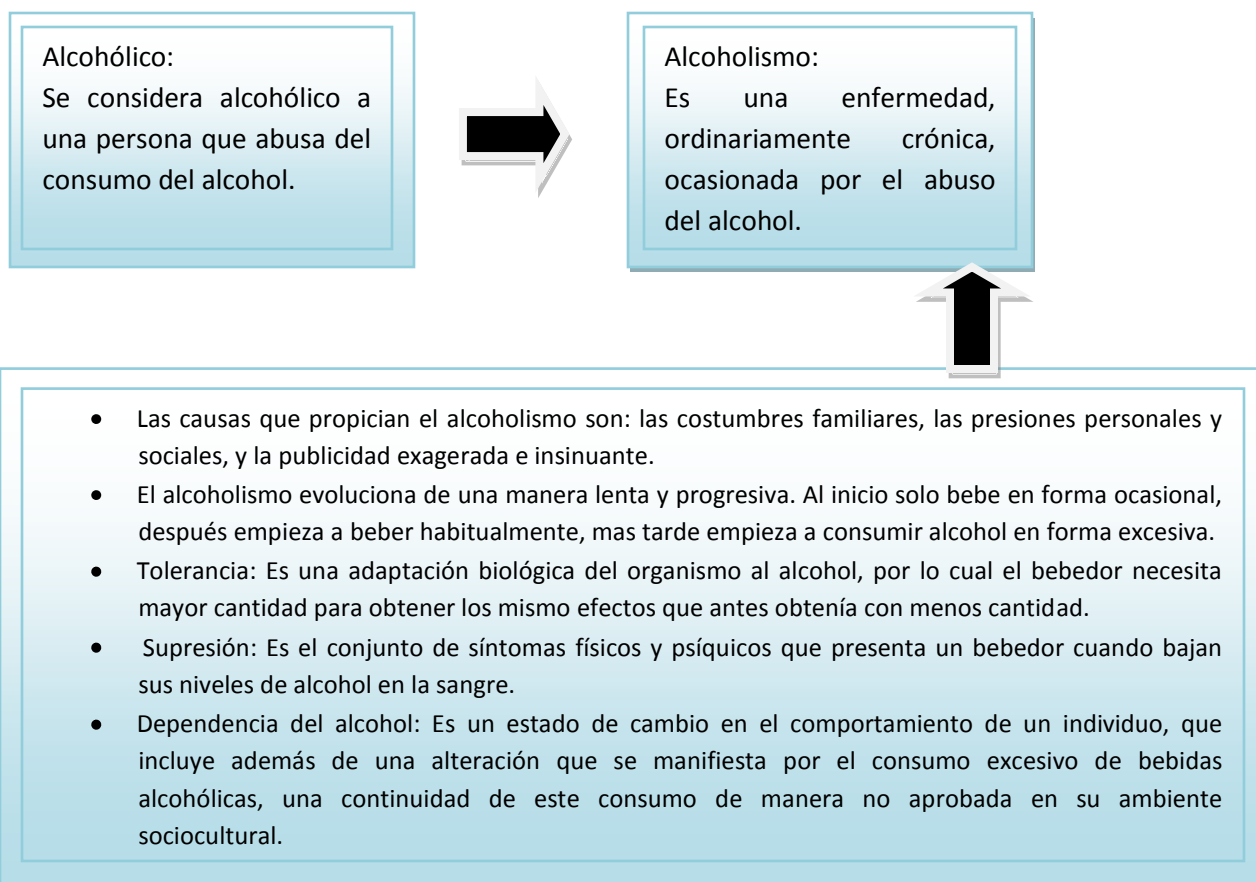 Alcohólico:
Se considera alcohólico a
una persona que abusa del
consumo del alcohol.
Alcoholismo:
Es una enfermedad,
ordinariamente crónica,
ocasionada por el abuso
del alcohol.
• Las causas que propician el alcoholismo son: las costumbres familiares, las presiones personales y
sociales, y la publicidad exagerada e insinuante.
• El alcoholismo evoluciona de una manera lenta y progresiva. Al inicio solo bebe en forma ocasional,
después empieza a beber habitualmente, mas tarde empieza a consumir alcohol en forma excesiva.
• Tolerancia: Es una adaptación biológica del organismo al alcohol, por lo cual el bebedor necesita
mayor cantidad para obtener los mismo efectos que antes obtenía con menos cantidad.
• Supresión: Es el conjunto de síntomas físicos y psíquicos que presenta un bebedor cuando bajan
sus niveles de alcohol en la sangre.
• Dependencia del alcohol: Es un estado de cambio en el comportamiento de un individuo, que
incluye además de una alteración que se manifiesta por el consumo excesivo de bebidas
alcohólicas, una continuidad de este consumo de manera no aprobada en su ambiente
sociocultural.